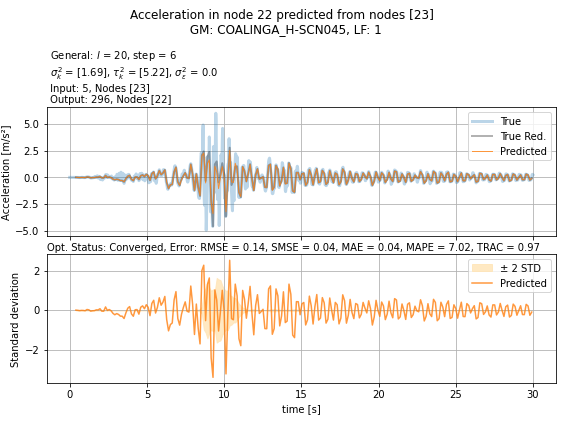 Acceleration in node 22 predicted from nodes [23]
GM: COALINGA_H-SCN045, LF: 1
General: l = 20, step = 6
σ²ₖ = [1.69], τ²ₖ = [5.22], σ²ε = 0.0
Input: 5, Nodes [23]
Output: 296, Nodes [22]
Acceleration [m/s²]
5.0
2.5
0.0
−2.5
−5.0
True
True Red.
Predicted
Opt. Status: Converged, Error: RMSE = 0.14, SMSE = 0.04, MAE = 0.04, MAPE = 7.02, TRAC = 0.97
Standard deviation
2
0
−2
± 2 STD
Predicted
0
5
10
15
20
25
30
time [s]